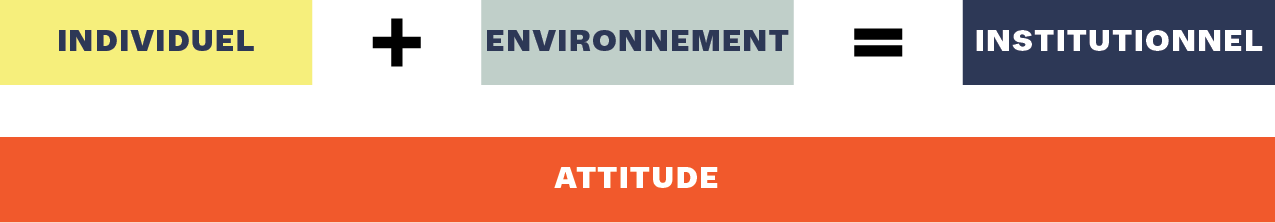 INDIVIDUEL + ENVIRONNEMENT = INSTITUTIONNEL
ATTITUDE